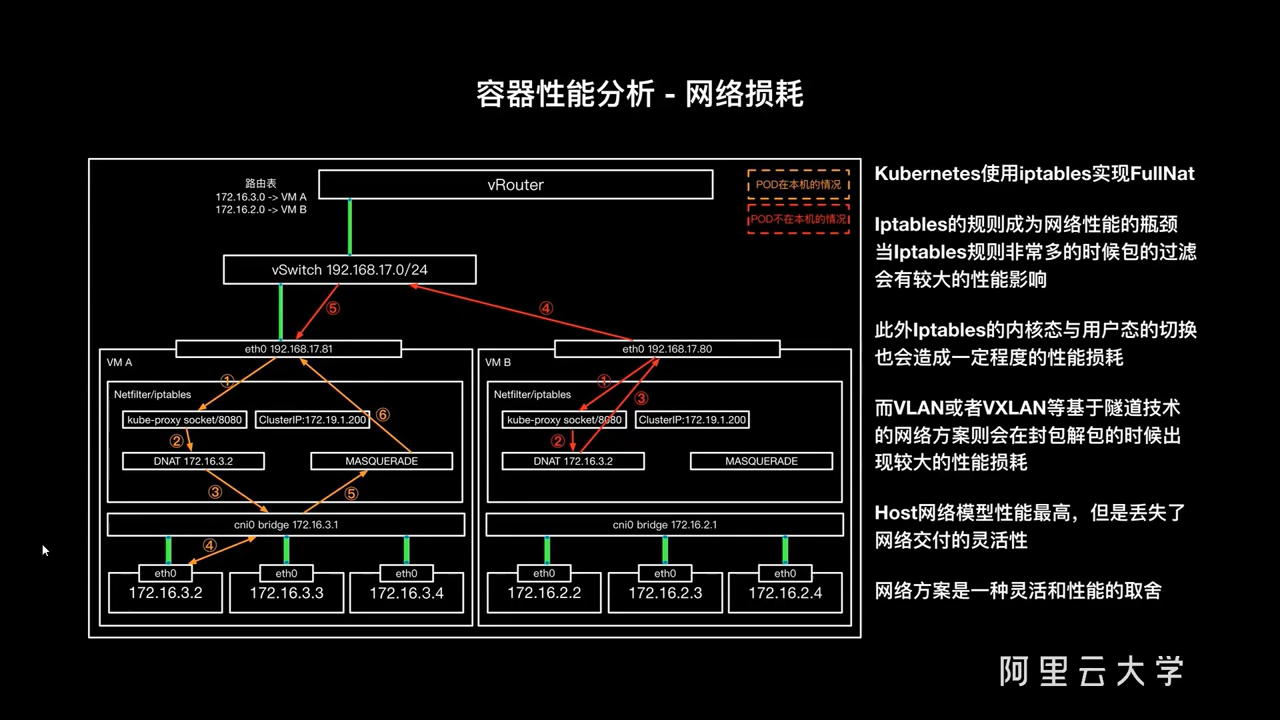 容器性能分析 - 网络损耗
路由表
172.16.3.0 -> VM A
172.16.2.0 -> VM B
vRouter
POD在本机的情况
POD不在本机的情况
vSwitch 192.168.17.0/24
⑤
④
eth0 192.168.17.81
VM A
①
Netfilter/iptables
kube-proxy socket/8080
ClusterIP:172.19.1.200
⑥
②
DNAT 172.16.3.2
MASQUERADE
③
⑤
cni0 bridge 172.16.3.1
④
eth0
eth0
eth0
172.16.3.2
172.16.3.3
172.16.3.4
eth0 192.168.17.80
VM B
①
Netfilter/iptables
③
kube-proxy socket/8080
ClusterIP:172.19.1.200
②
DNAT 172.16.3.2
MASQUERADE
cni0 bridge 172.16.2.1
eth0
eth0
eth0
172.16.2.2
172.16.2.3
172.16.2.4
Kubernetes使用iptables实现FullNat
Iptables的规则成为网络性能的瓶颈
当Iptables规则非常多的时候包的过滤
会有较大的性能影响
此外Iptables的内核态与用户态的切换
也会造成一定程度的性能损耗
而VLAN或者VXLAN等基于隧道技术
的网络方案则会在封包解包的时候出
现较大的性能损耗
Host网络模型性能最高，但是丢失了
网络交付的灵活性
网络方案是一种灵活和性能的取舍
阿里云大学